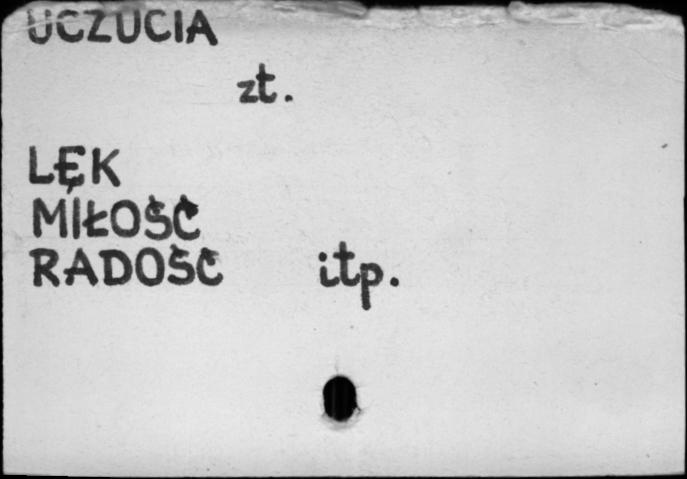 UCZUCIA
zt.
LĘK
MIŁOŚĆ
RADOŚĆ itp.